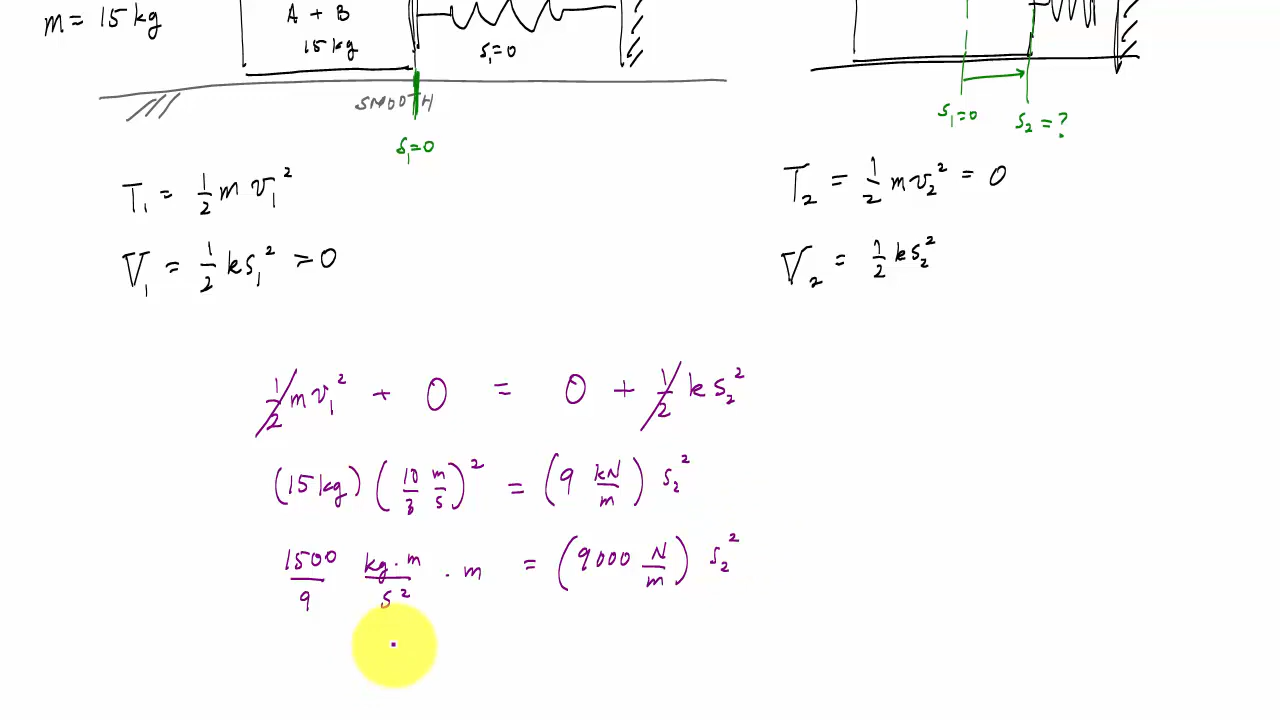 m = 15 kg
A + B
15 kg
s₁=0
SMOOTH
s₁=0
s₁=0
s₂ = ?
T₁ = 1/2 m v₁²
T₂ = 1/2 m v₂² = 0
V₁ = 1/2 k s₁² = 0
V₂ = 1/2 k s₂²
1/2 m v₁² + 0 = 0 + 1/2 k s₂²
(15 kg) (10/3 m/s)² = (9 kN/m) s₂²
1500/9 kg·m/s² · m = (9000 N/m) s₂²